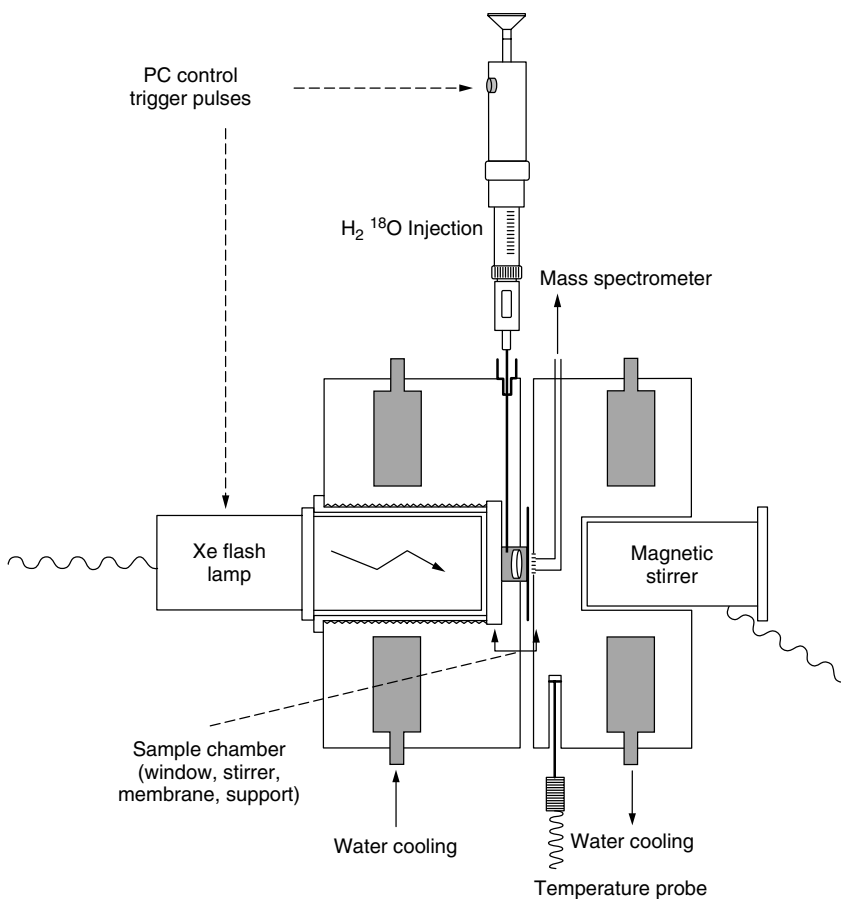 PC control
trigger pulses
H₂ ¹⁸O Injection
Mass spectrometer
Xe flash
lamp
Magnetic
stirrer
Sample chamber
(window, stirrer,
membrane, support)
Water cooling
Water cooling
Temperature probe